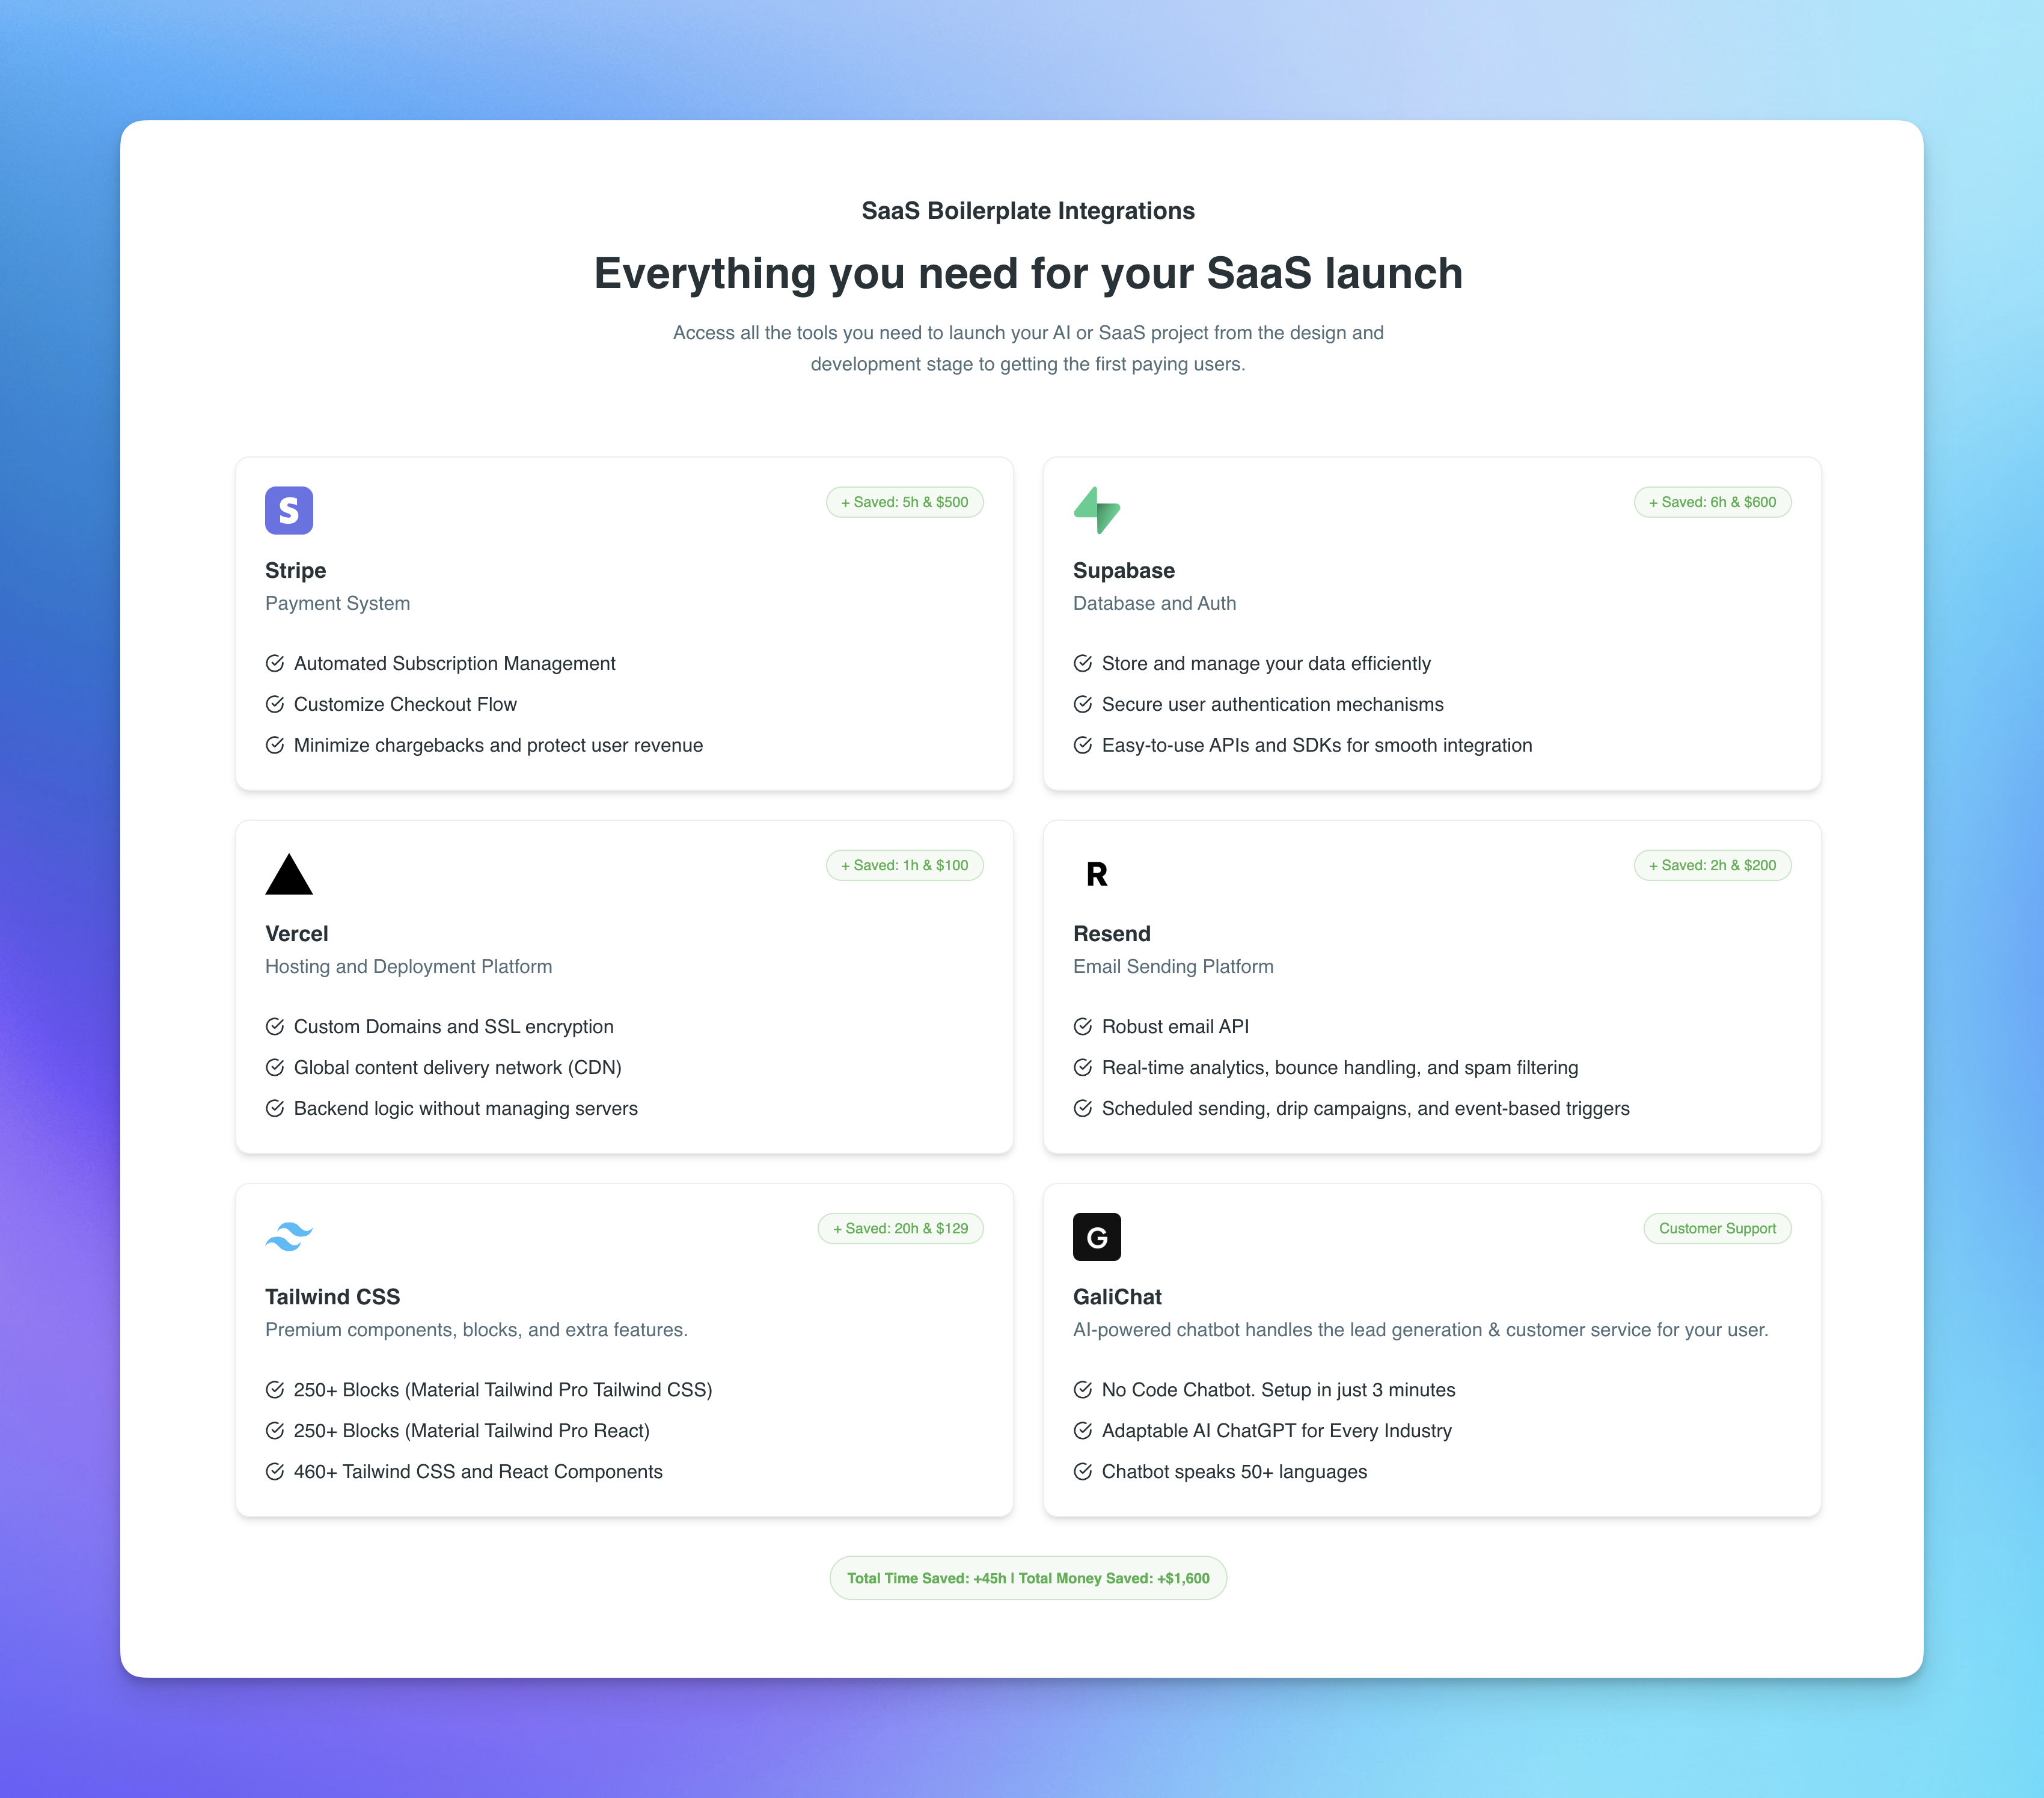 SaaS Boilerplate Integrations
Everything you need for your SaaS launch
Access all the tools you need to launch your AI or SaaS project from the design and
development stage to getting the first paying users.
S
+ Saved: 5h & $500
Stripe
Payment System
Automated Subscription Management
Customize Checkout Flow
Minimize chargebacks and protect user revenue
+ Saved: 6h & $600
Supabase
Database and Auth
Store and manage your data efficiently
Secure user authentication mechanisms
Easy-to-use APIs and SDKs for smooth integration
+ Saved: 1h & $100
Vercel
Hosting and Deployment Platform
Custom Domains and SSL encryption
Global content delivery network (CDN)
Backend logic without managing servers
R
+ Saved: 2h & $200
Resend
Email Sending Platform
Robust email API
Real-time analytics, bounce handling, and spam filtering
Scheduled sending, drip campaigns, and event-based triggers
+ Saved: 20h & $129
Tailwind CSS
Premium components, blocks, and extra features.
250+ Blocks (Material Tailwind Pro Tailwind CSS)
250+ Blocks (Material Tailwind Pro React)
460+ Tailwind CSS and React Components
G
Customer Support
GaliChat
AI-powered chatbot handles the lead generation & customer service for your user.
No Code Chatbot. Setup in just 3 minutes
Adaptable AI ChatGPT for Every Industry
Chatbot speaks 50+ languages
Total Time Saved: +45h | Total Money Saved: +$1,600